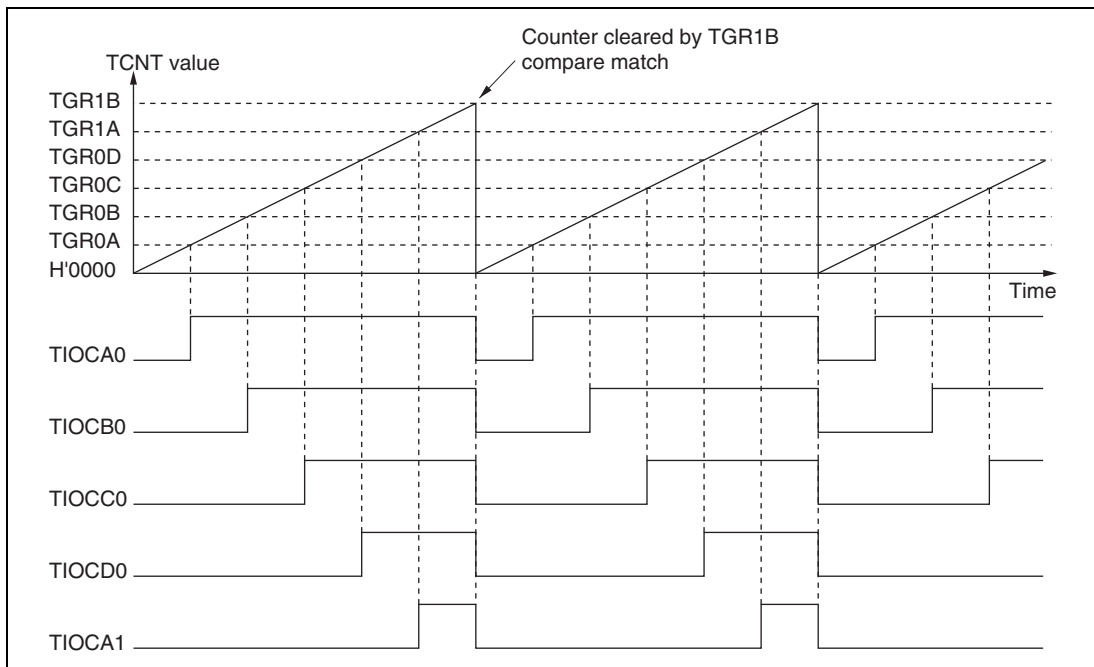 Counter cleared by TGR1B
compare match
TCNT value
TGR1B
TGR1A
TGR0D
TGR0C
TGR0B
TGR0A
H'0000
Time
TIOCA0
TIOCB0
TIOCC0
TIOCD0
TIOCA1